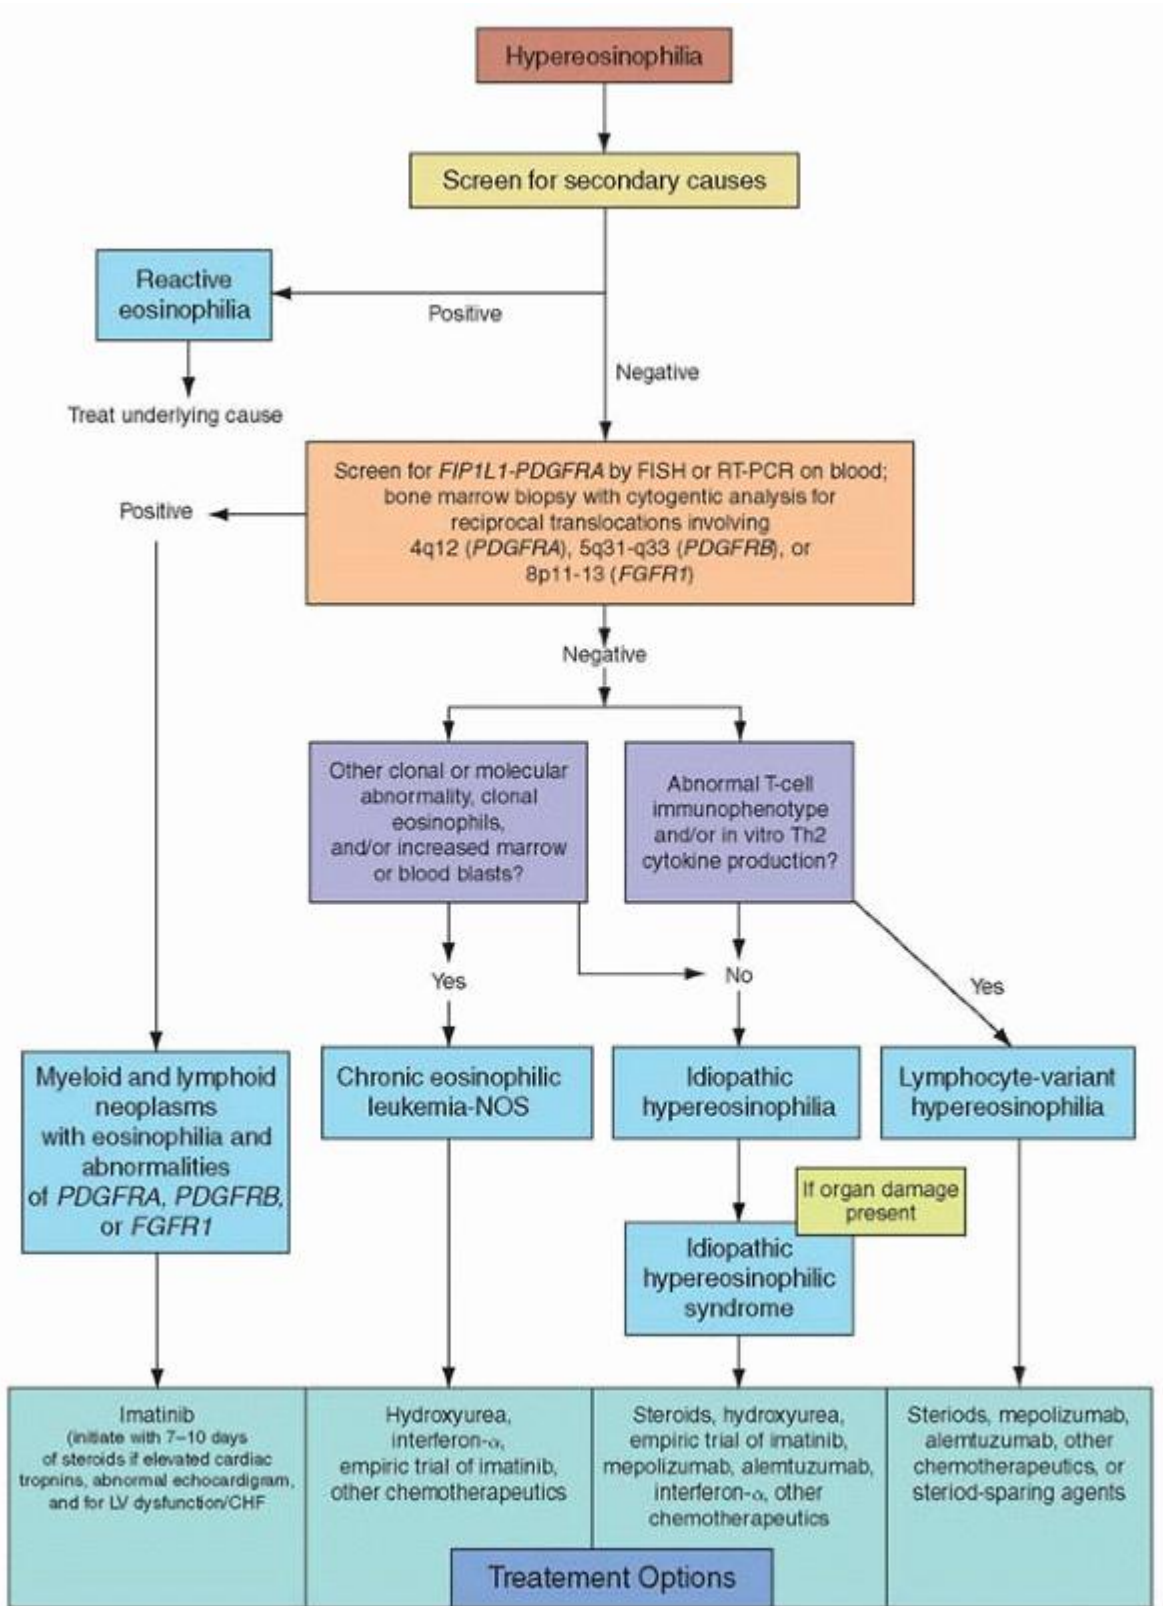 Hypereosinophilia
Screen for secondary causes
Reactive
eosinophilia
Positive
Negative
Treat underlying cause
Screen for FIP1L1-PDGFRA by FISH or RT-PCR on blood;
bone marrow biopsy with cytogentic analysis for
reciprocal translocations involving
4q12 (PDGFRA), 5q31-q33 (PDGFRB), or
8p11-13 (FGFR1)
Positive
Negative
Other clonal or molecular
abnormality, clonal
eosinophils,
and/or increased marrow
or blood blasts?
Abnormal T-cell
immunophenotype
and/or in vitro Th2
cytokine production?
Yes
No
Yes
Myeloid and lymphoid
neoplasms
with eosinophilia and
abnormalities
of PDGFRA, PDGFRB,
or FGFR1
Chronic eosinophilic
leukemia-NOS
Idiopathic
hypereosinophilia
Lymphocyte-variant
hypereosinophilia
If organ damage
present
Idiopathic
hypereosinophilic
syndrome
Imatinib
(initiate with 7–10 days
of steroids if elevated cardiac
tropnins, abnormal echocardigram,
and for LV dysfunction/CHF
Hydroxyurea,
interferon-α,
empiric trial of imatinib,
other chemotherapeutics
Steroids, hydroxyurea,
empiric trial of imatinib,
mepolizumab, alemtuzumab,
interferon-α, other
chemotherapeutics
Steriods, mepolizumab,
alemtuzumab, other
chemotherapeutics, or
steriod-sparing agents
Treatement Options